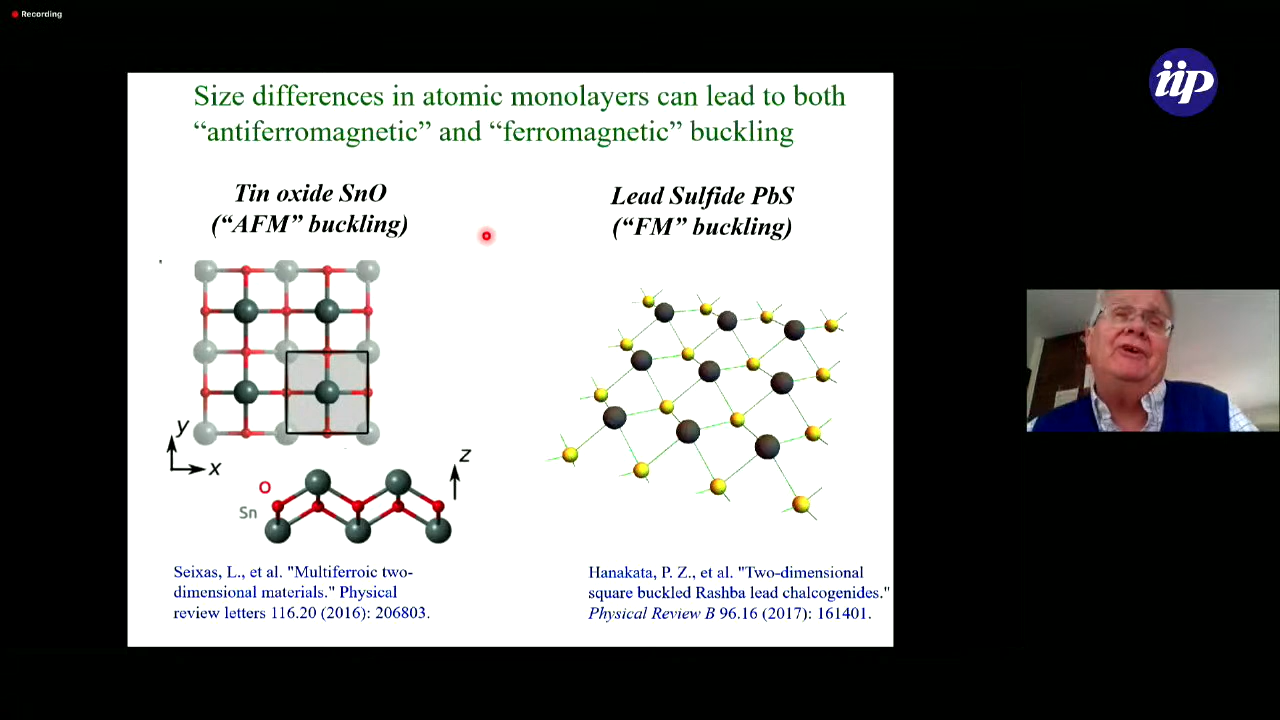 Recording
iip
Size differences in atomic monolayers can lead to both
“antiferromagnetic” and “ferromagnetic” buckling
Tin oxide SnO
(“AFM” buckling)
Lead Sulfide PbS
(“FM” buckling)
y
x
z
O
Sn
Seixas, L., et al. "Multiferroic two-
dimensional materials." Physical
review letters 116.20 (2016): 206803.
Hanakata, P. Z., et al. "Two-dimensional
square buckled Rashba lead chalcogenides."
Physical Review B 96.16 (2017): 161401.